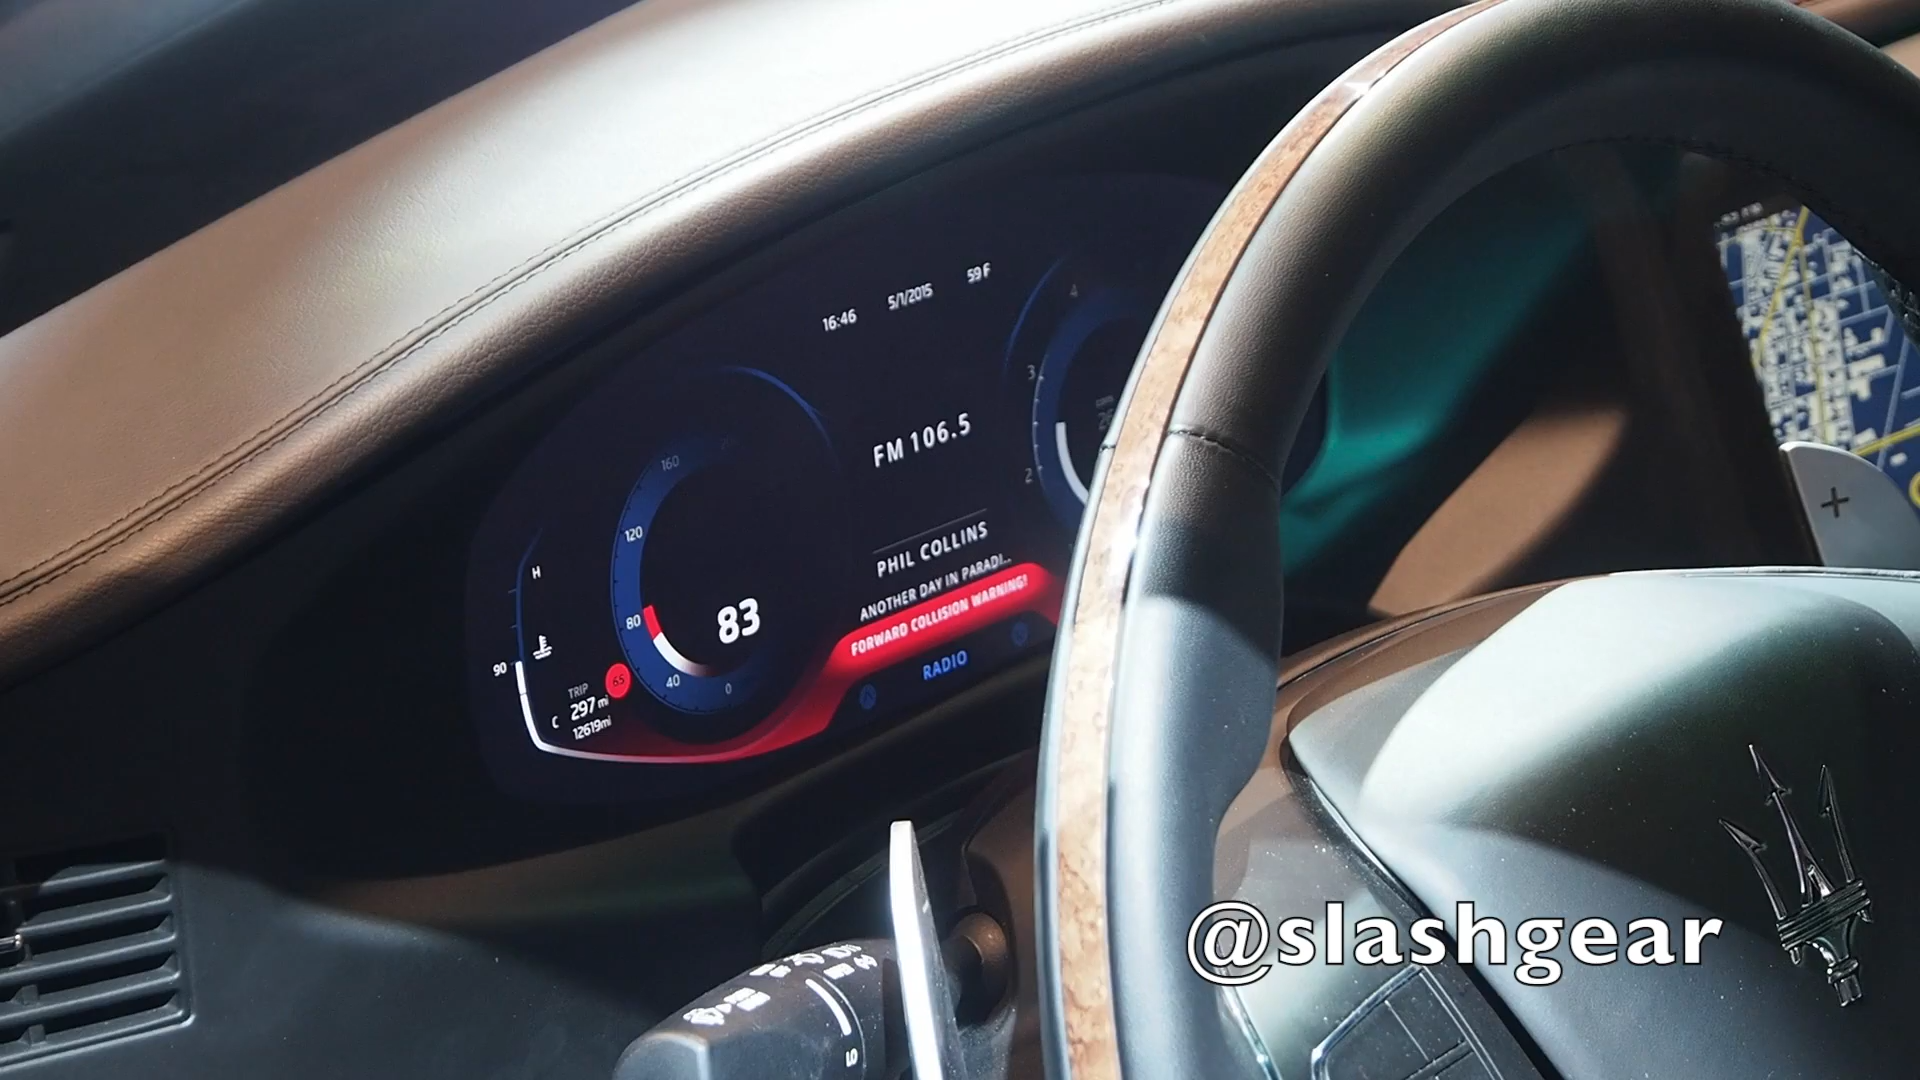 16:46 5/1/2015 59 F
4
3
2
FM 106.5
PHIL COLLINS
ANOTHER DAY IN PARADI..
FORWARD COLLISION WARNING!
RADIO
160
120
80
40
0
83
H
90
C
65
TRIP
297 mi
12619mi
+
@slashgear